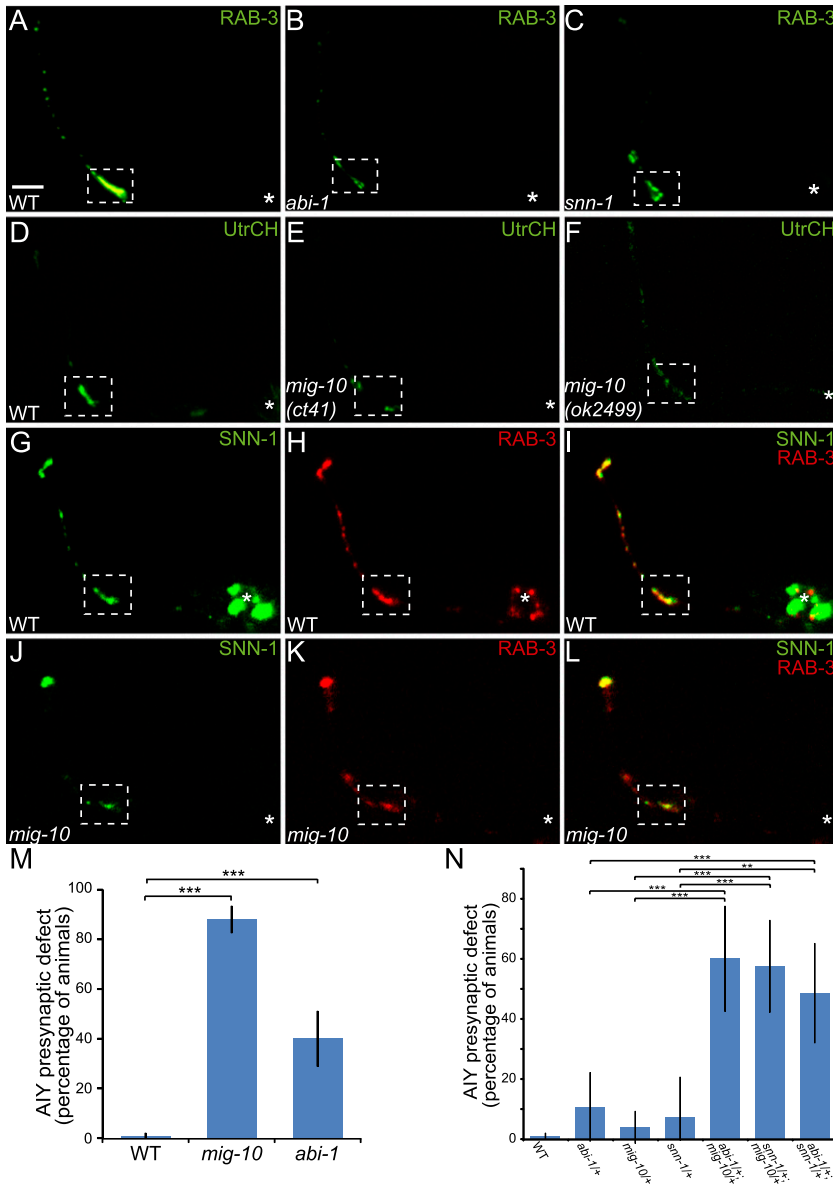 A RAB-3
WT *
B RAB-3
abi-1 *
C RAB-3
snn-1 *
D UtrCH
WT *
E UtrCH
mig-10
(ct41) *
F UtrCH
mig-10
(ok2499) *
G SNN-1
WT *
H RAB-3
WT *
I SNN-1
RAB-3
WT *
J SNN-1
mig-10 *
K RAB-3
mig-10 *
L SNN-1
RAB-3
mig-10 *
M
AIY presynaptic defect
(percentage of animals)
100
80
60
40
20
0
***
***
WT mig-10 abi-1
N
AIY presynaptic defect
(percentage of animals)
80
60
40
20
0
***
**
***
***
***
***
WT
abi-1/+
mig-10/+
snn-1/+
abi-1/+;
mig-10/+
snn-1/+;
mig-10/+
abi-1/+;
snn-1/+